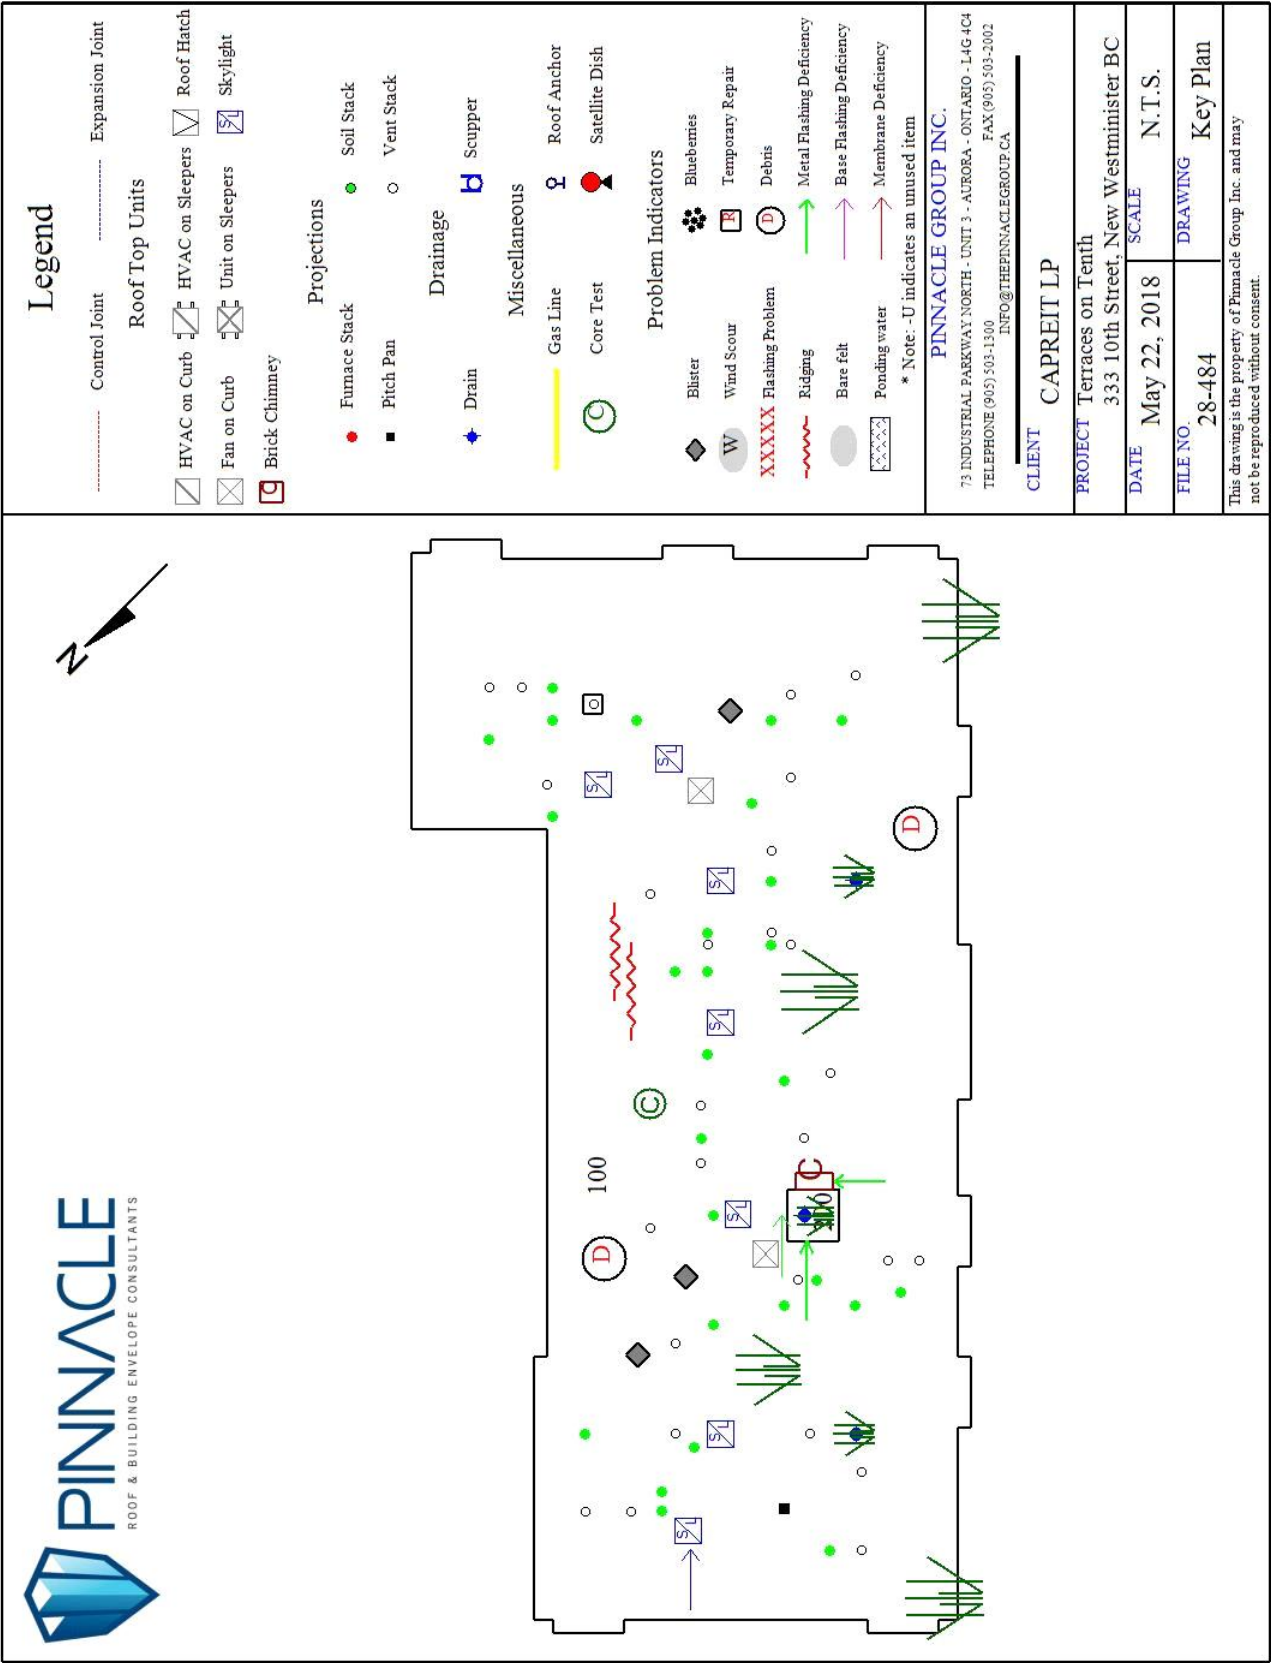 PINNACLE
ROOF & BUILDING ENVELOPE CONSULTANTS
N
S/L
S/L
S/L
S/L
S/L
S/L
S/L
D
D
C
C
100
Legend
Control Joint
Expansion Joint
Roof Top Units
HVAC on Curb
HVAC on Sleepers
Roof Hatch
Fan on Curb
Unit on Sleepers
S/L
Skylight
C
Brick Chimney
Projections
Furnace Stack
Soil Stack
Pitch Pan
Vent Stack
Drainage
Drain
Scupper
Miscellaneous
Gas Line
Roof Anchor
C
Core Test
Satellite Dish
Problem Indicators
Blister
Blueberries
W
Wind Scour
R
Temporary Repair
XXXXX
Flashing Problem
D
Debris
Ridging
Metal Flashing Deficiency
Bare felt
Base Flashing Deficiency
Ponding water
Membrane Deficiency
* Note: -U indicates an unused item
PINNACLE GROUP INC.
73 INDUSTRIAL PARKWAY NORTH - UNIT 3 - AURORA - ONTARIO - L4G 4C4
TELEPHONE (905) 503-1300 FAX (905) 503-2002
INFO@THEPINNACLEGROUP.CA
CLIENT
CAPREIT LP
PROJECT Terraces on Tenth
333 10th Street, New Westminister BC
DATE
May 22, 2018
SCALE
N.T.S.
FILE NO.
28-484
DRAWING
Key Plan
This drawing is the property of Pinnacle Group Inc. and may
not be reproduced without consent.